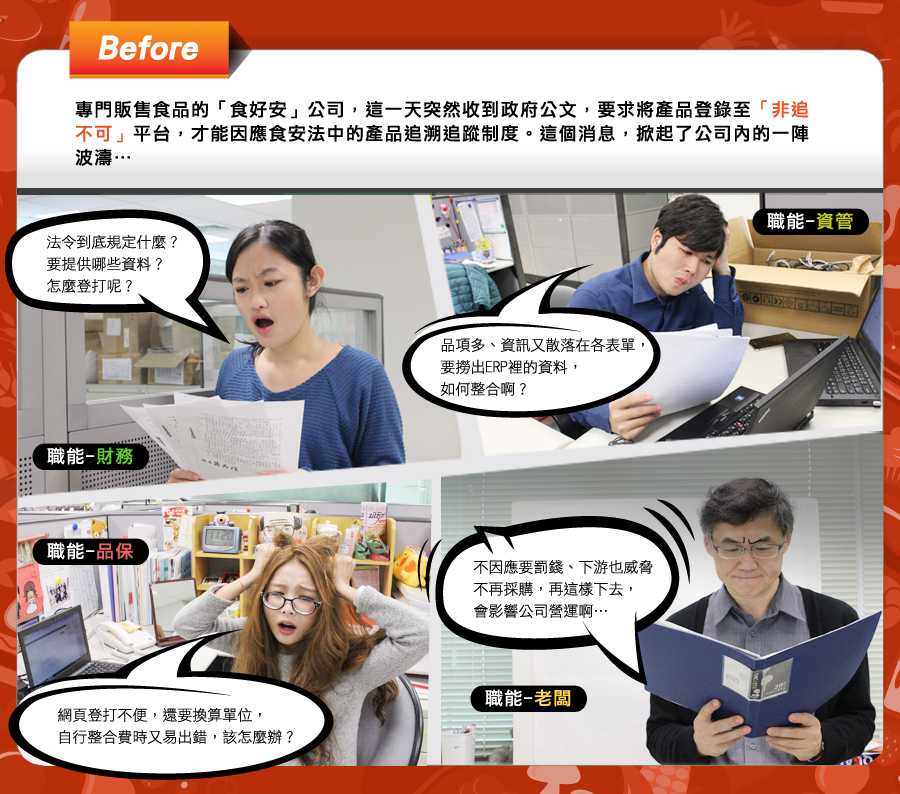 Before
專門販售食品的「食好安」公司，這一天突然收到政府公文，要求將產品登錄至「非追
不可」平台，才能因應食安法中的產品追溯追蹤制度。這個消息，掀起了公司內的一陣
波濤…
法令到底規定什麼？
要提供哪些資料？
怎麼登打呢？
職能-財務
職能-資管
品項多、資訊又散落在各表單，
要撈出ERP裡的資料，
如何整合啊？
職能-品保
網頁登打不便，還要換算單位，
自行整合費時又易出錯，該怎麼辦？
不因應要罰錢、下游也威脅
不再採購，再這樣下去，
會影響公司營運啊…
職能-老闆